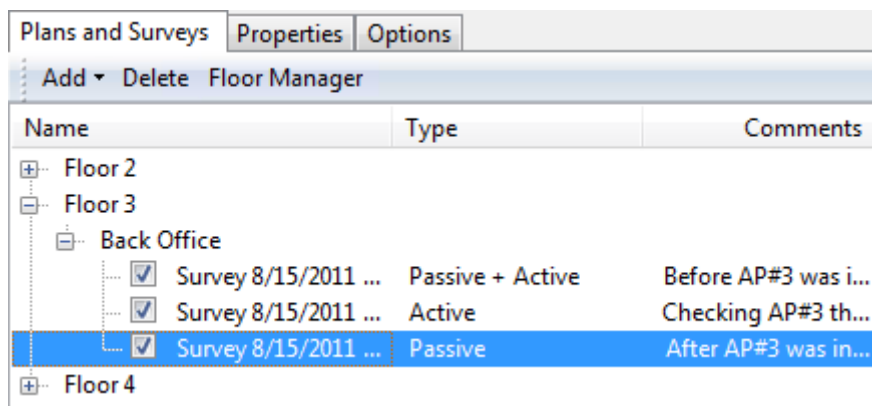 Plans and Surveys Properties Options
Add Delete Floor Manager
Name Type Comments
Floor 2
Floor 3
Back Office
Survey 8/15/2011 ... Passive + Active Before AP#3 was i...
Survey 8/15/2011 ... Active Checking AP#3 th...
Survey 8/15/2011 ... Passive After AP#3 was in...
Floor 4